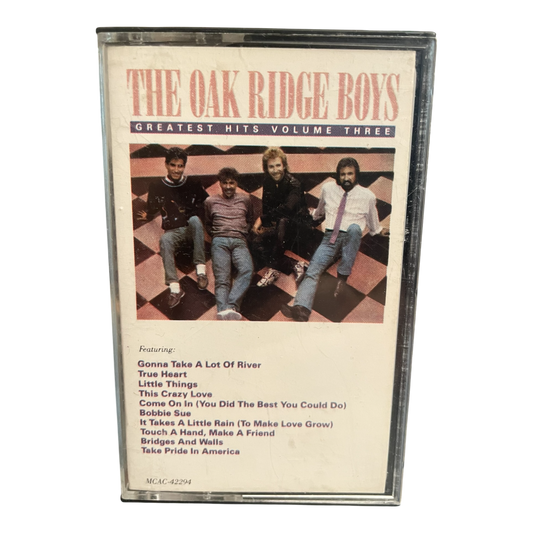 THE OAK RIDGE BOYS
GREATEST HITS VOLUME THREE
Featuring:
Gonna Take A Lot Of River
True Heart
Little Things
This Crazy Love
Come On In (You Did The Best You Could Do)
Bobbie Sue
It Takes A Little Rain (To Make Love Grow)
Touch A Hand, Make A Friend
Bridges And Walls
Take Pride In America
MCAC-42294